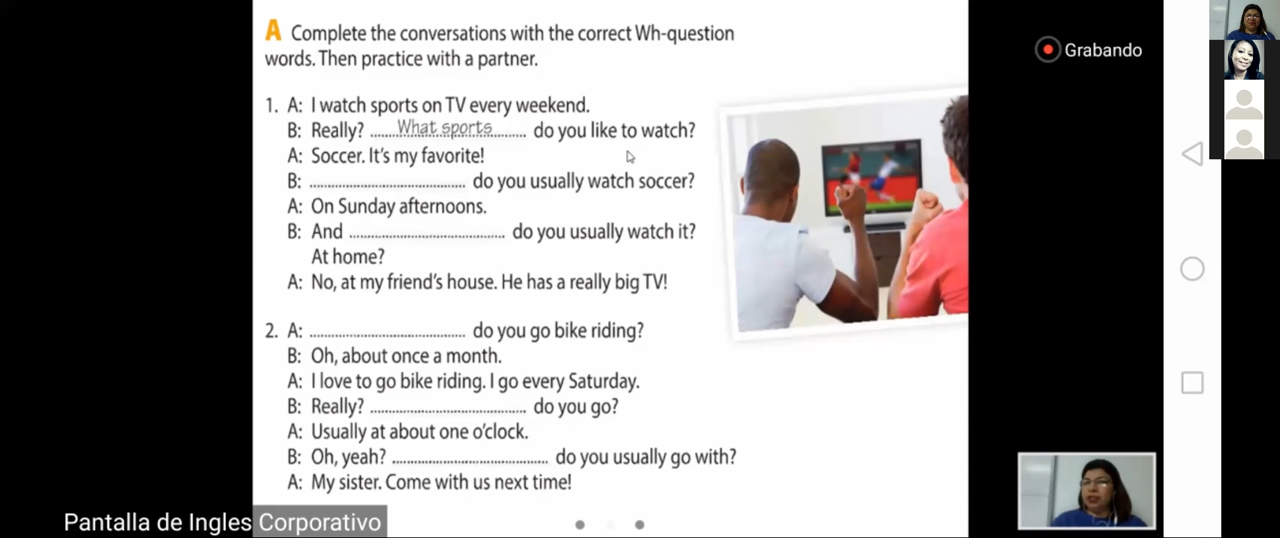 A Complete the conversations with the correct Wh-question
words. Then practice with a partner.
1. A: I watch sports on TV every weekend.
B: Really? ....What sports.... do you like to watch?
A: Soccer. It's my favorite!
B: ........................ do you usually watch soccer?
A: On Sunday afternoons.
B: And ........................ do you usually watch it?
At home?
A: No, at my friend's house. He has a really big TV!
2. A: ........................ do you go bike riding?
B: Oh, about once a month.
A: I love to go bike riding. I go every Saturday.
B: Really? ........................ do you go?
A: Usually at about one o'clock.
B: Oh, yeah? ........................ do you usually go with?
A: My sister. Come with us next time!
Grabando
Pantalla de Ingles Corporativo